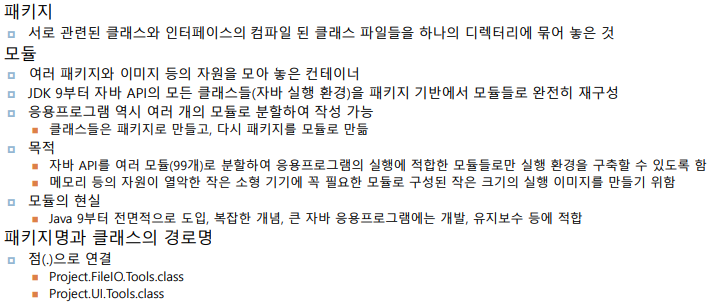 패키지
서로 관련된 클래스와 인터페이스의 컴파일 된 클래스 파일들을 하나의 디렉터리에 묶어 놓은 것
모듈
여러 패키지와 이미지 등의 자원을 모아 놓은 컨테이너
JDK 9부터 자바 API의 모든 클래스들(자바 실행 환경)을 패키지 기반에서 모듈들로 완전히 재구성
응용프로그램 역시 여러 개의 모듈로 분할하여 작성 가능
클래스들은 패키지로 만들고, 다시 패키지를 모듈로 만듦
목적
자바 API를 여러 모듈(99개)로 분할하여 응용프로그램의 실행에 적합한 모듈들로만 실행 환경을 구축할 수 있도록 함
메모리 등의 자원이 열악한 작은 소형 기기에 꼭 필요한 모듈로 구성된 작은 크기의 실행 이미지를 만들기 위함
모듈의 현실
Java 9부터 전면적으로 도입, 복잡한 개념, 큰 자바 응용프로그램에는 개발, 유지보수 등에 적합
패키지명과 클래스의 경로명
점(.)으로 연결
Project.FileIO.Tools.class
Project.UI.Tools.class